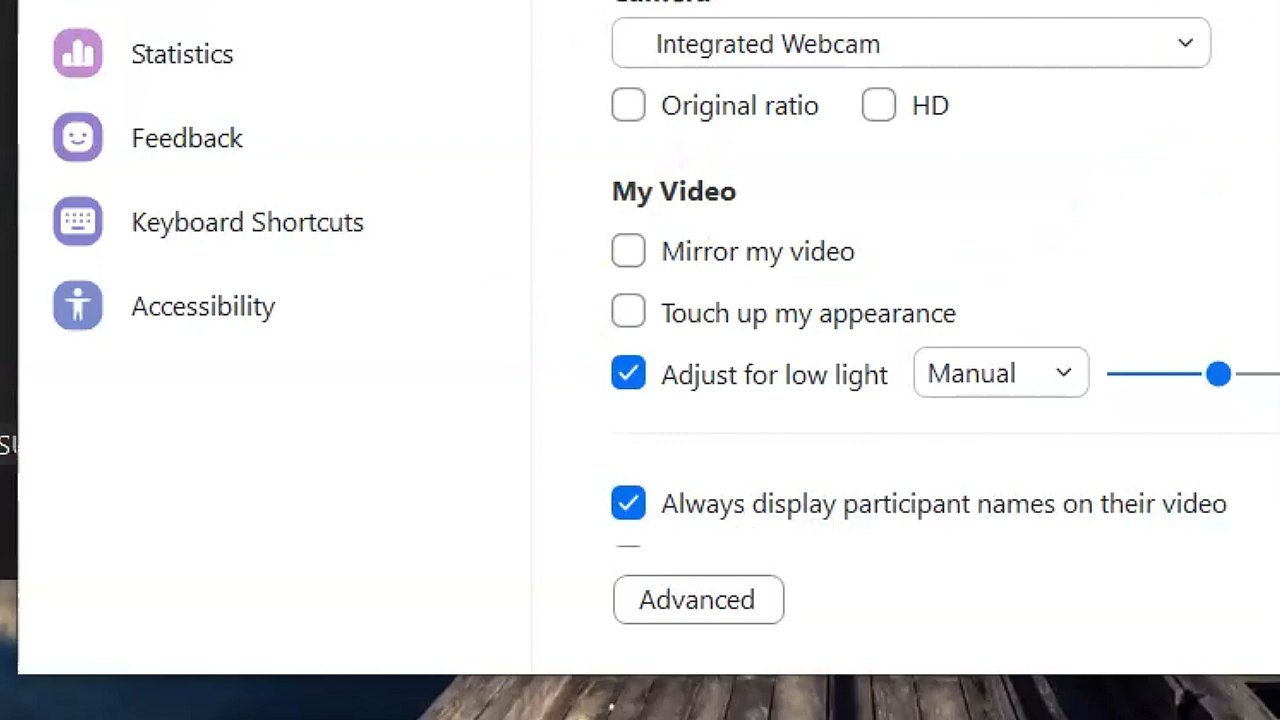 Statistics
Feedback
Keyboard Shortcuts
Accessibility
Camera
Integrated Webcam
Original ratio HD
My Video
Mirror my video
Touch up my appearance
Adjust for low light Manual
Always display participant names on their video
Advanced